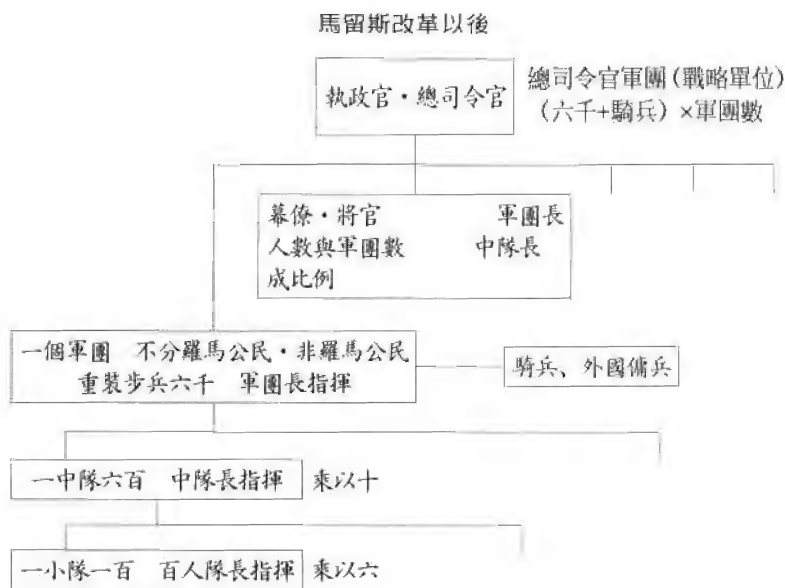 馬留斯改革以後
執政官・總司令官
總司令官軍團(戰略單位)
(六千+騎兵)×軍團數
幕僚・將官 軍團長
人數與軍團數 中隊長
成比例
一個軍團 不分羅馬公民・非羅馬公民
重裝步兵六千 軍團長指揮
騎兵、外國傭兵
一中隊六百 中隊長指揮 乘以十
一小隊一百 百人隊長指揮 乘以六